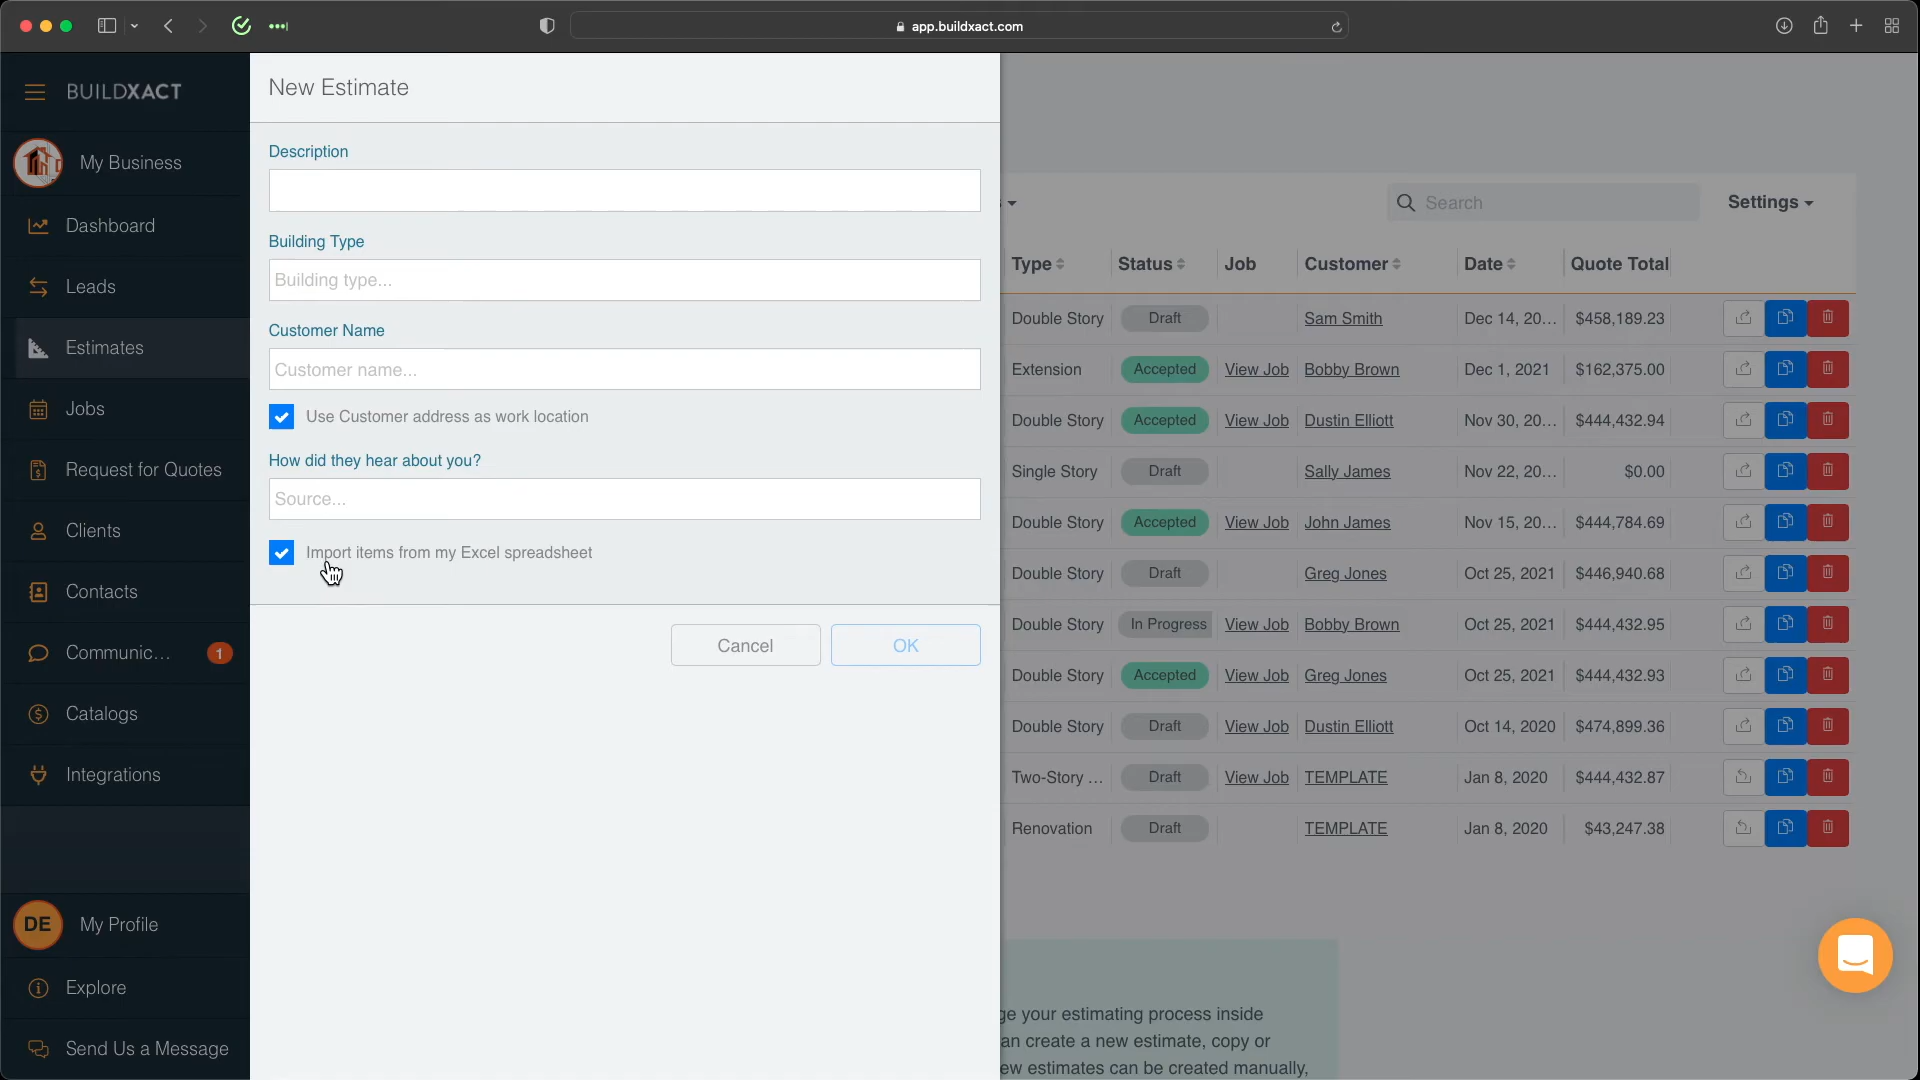 app.buildxact.com
BUILDXACT
My Business
Dashboard
Leads
Estimates
Jobs
Request for Quotes
Clients
Contacts
Communic... 1
Catalogs
Integrations
DE My Profile
Explore
Send Us a Message
New Estimate
Description
Building Type
Building type...
Customer Name
Customer name...
Use Customer address as work location
How did they hear about you?
Source...
Import items from my Excel spreadsheet
Cancel OK
Search Settings
Type Status Job Customer Date Quote Total
Double Story Draft Sam Smith Dec 14, 20... $458,189.23
Extension Accepted View Job Bobby Brown Dec 1, 2021 $162,375.00
Double Story Accepted View Job Dustin Elliott Nov 30, 20... $444,432.94
Single Story Draft Sally James Nov 22, 20... $0.00
Double Story Accepted View Job John James Nov 15, 20... $444,784.69
Double Story Draft Greg Jones Oct 25, 2021 $446,940.68
Double Story In Progress View Job Bobby Brown Oct 25, 2021 $444,432.95
Double Story Accepted View Job Greg Jones Oct 25, 2021 $444,432.93
Double Story Draft View Job Dustin Elliott Oct 14, 2020 $474,899.36
Two-Story ... Draft View Job TEMPLATE Jan 8, 2020 $444,432.87
Renovation Draft TEMPLATE Jan 8, 2020 $43,247.38
your estimating process inside
create a new estimate, copy or
estimates can be created manually,